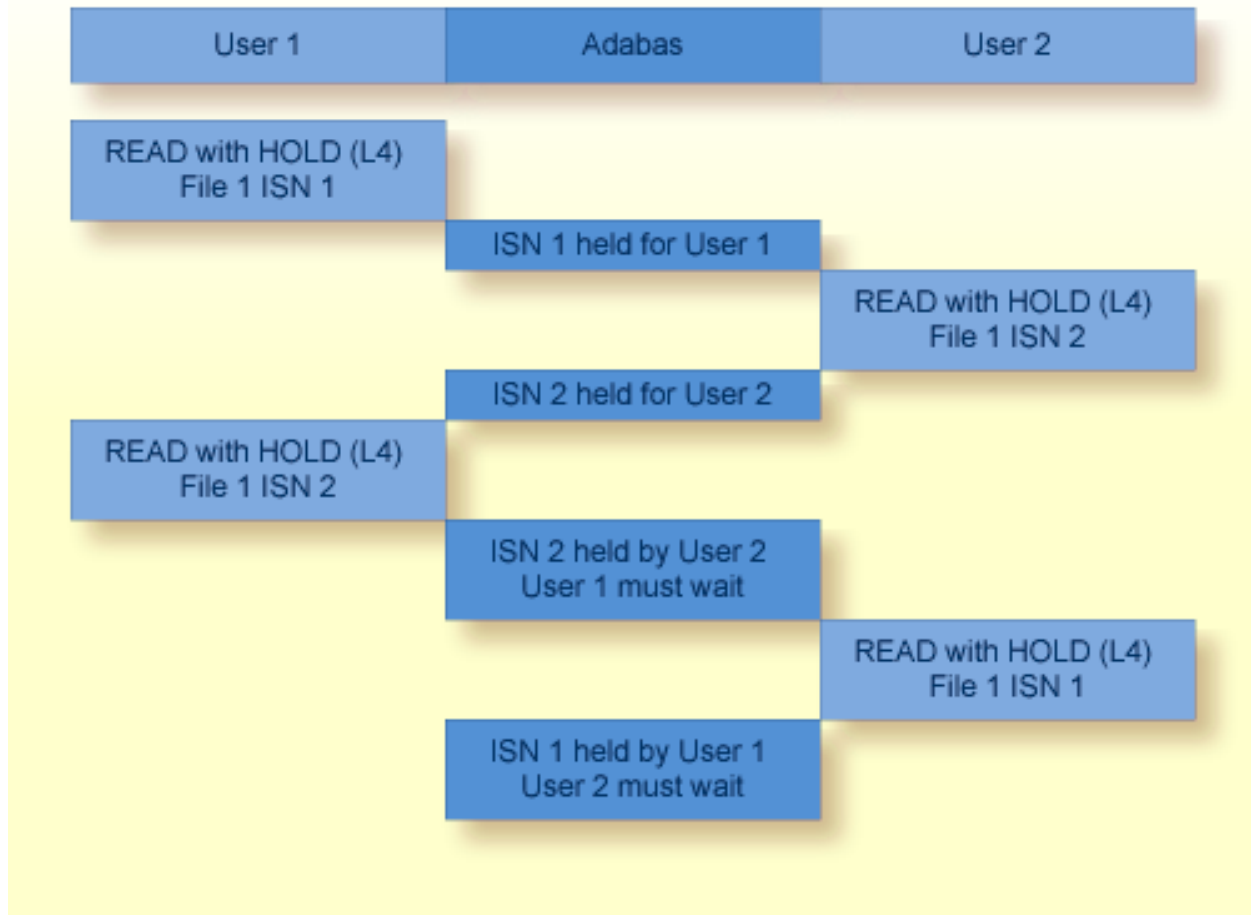 User 1
Adabas
User 2
READ with HOLD (L4)
File 1 ISN 1
ISN 1 held for User 1
READ with HOLD (L4)
File 1 ISN 2
ISN 2 held for User 2
READ with HOLD (L4)
File 1 ISN 2
ISN 2 held by User 2
User 1 must wait
READ with HOLD (L4)
File 1 ISN 1
ISN 1 held by User 1
User 2 must wait